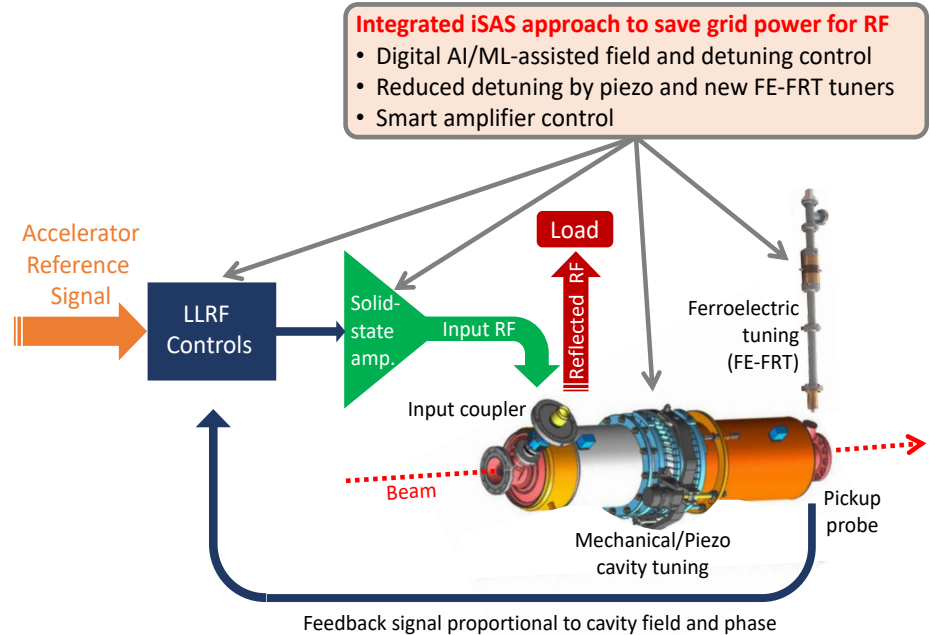 Integrated iSAS approach to save grid power for RF
• Digital AI/ML-assisted field and detuning control
• Reduced detuning by piezo and new FE-FRT tuners
• Smart amplifier control
Accelerator
Reference
Signal
LLRF
Controls
Solid-
state
amp.
Input RF
Load
Reflected RF
Ferroelectric
tuning
(FE-FRT)
Input coupler
Beam
Pickup
probe
Mechanical/Piezo
cavity tuning
Feedback signal proportional to cavity field and phase